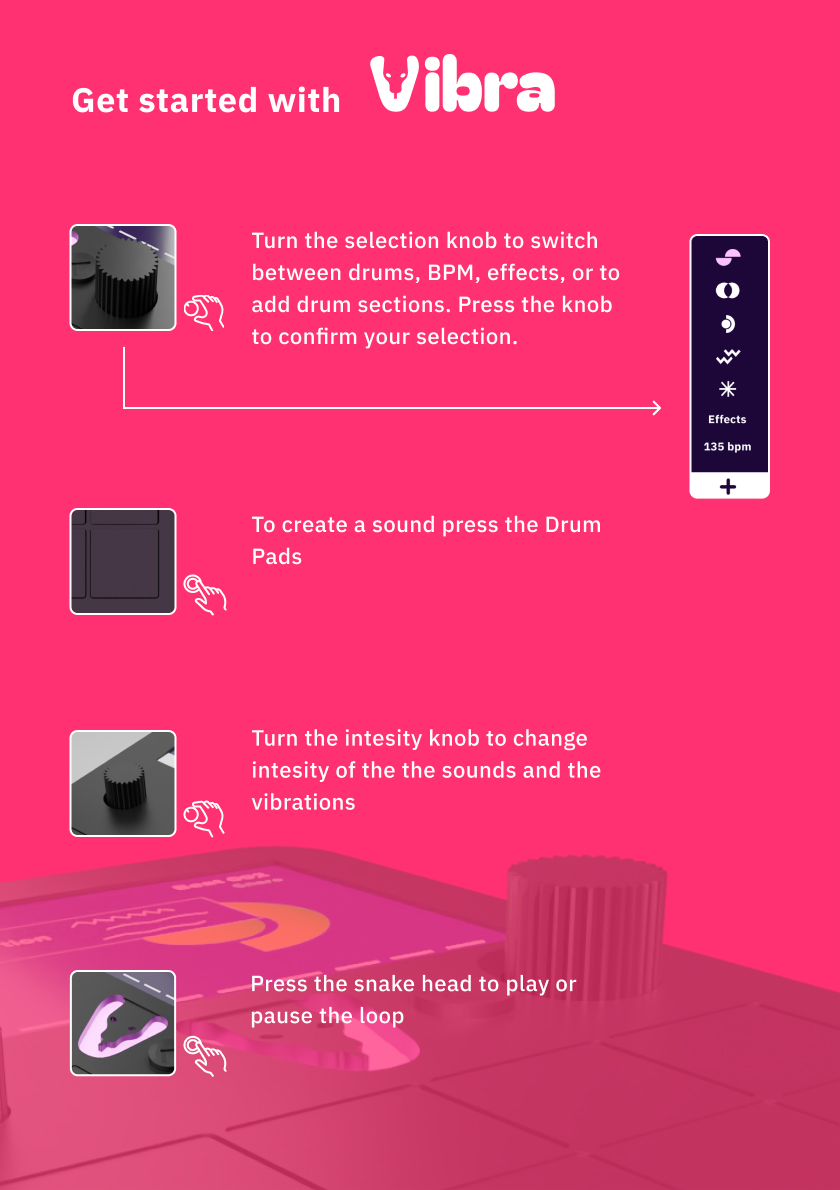 Get started with Vibra
Turn the selection knob to switch
between drums, BPM, effects, or to
add drum sections. Press the knob
to confirm your selection.
Effects
135 bpm
+
To create a sound press the Drum
Pads
Turn the intesity knob to change
intesity of the the sounds and the
vibrations
Press the snake head to play or
pause the loop